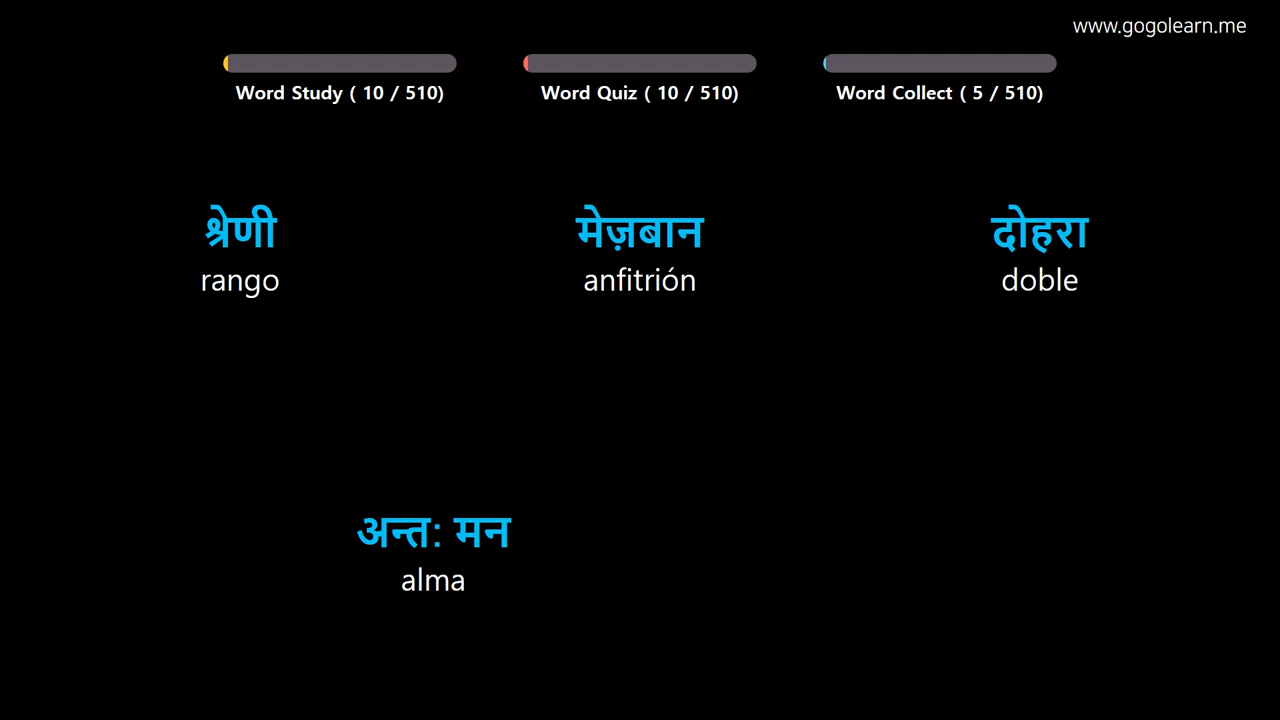 www.gogolearn.me
Word Study ( 10 / 510)
Word Quiz ( 10 / 510)
Word Collect ( 5 / 510)
श्रेणी
rango
मेज़बान
anfitrión
दोहरा
doble
अन्त: मन
alma